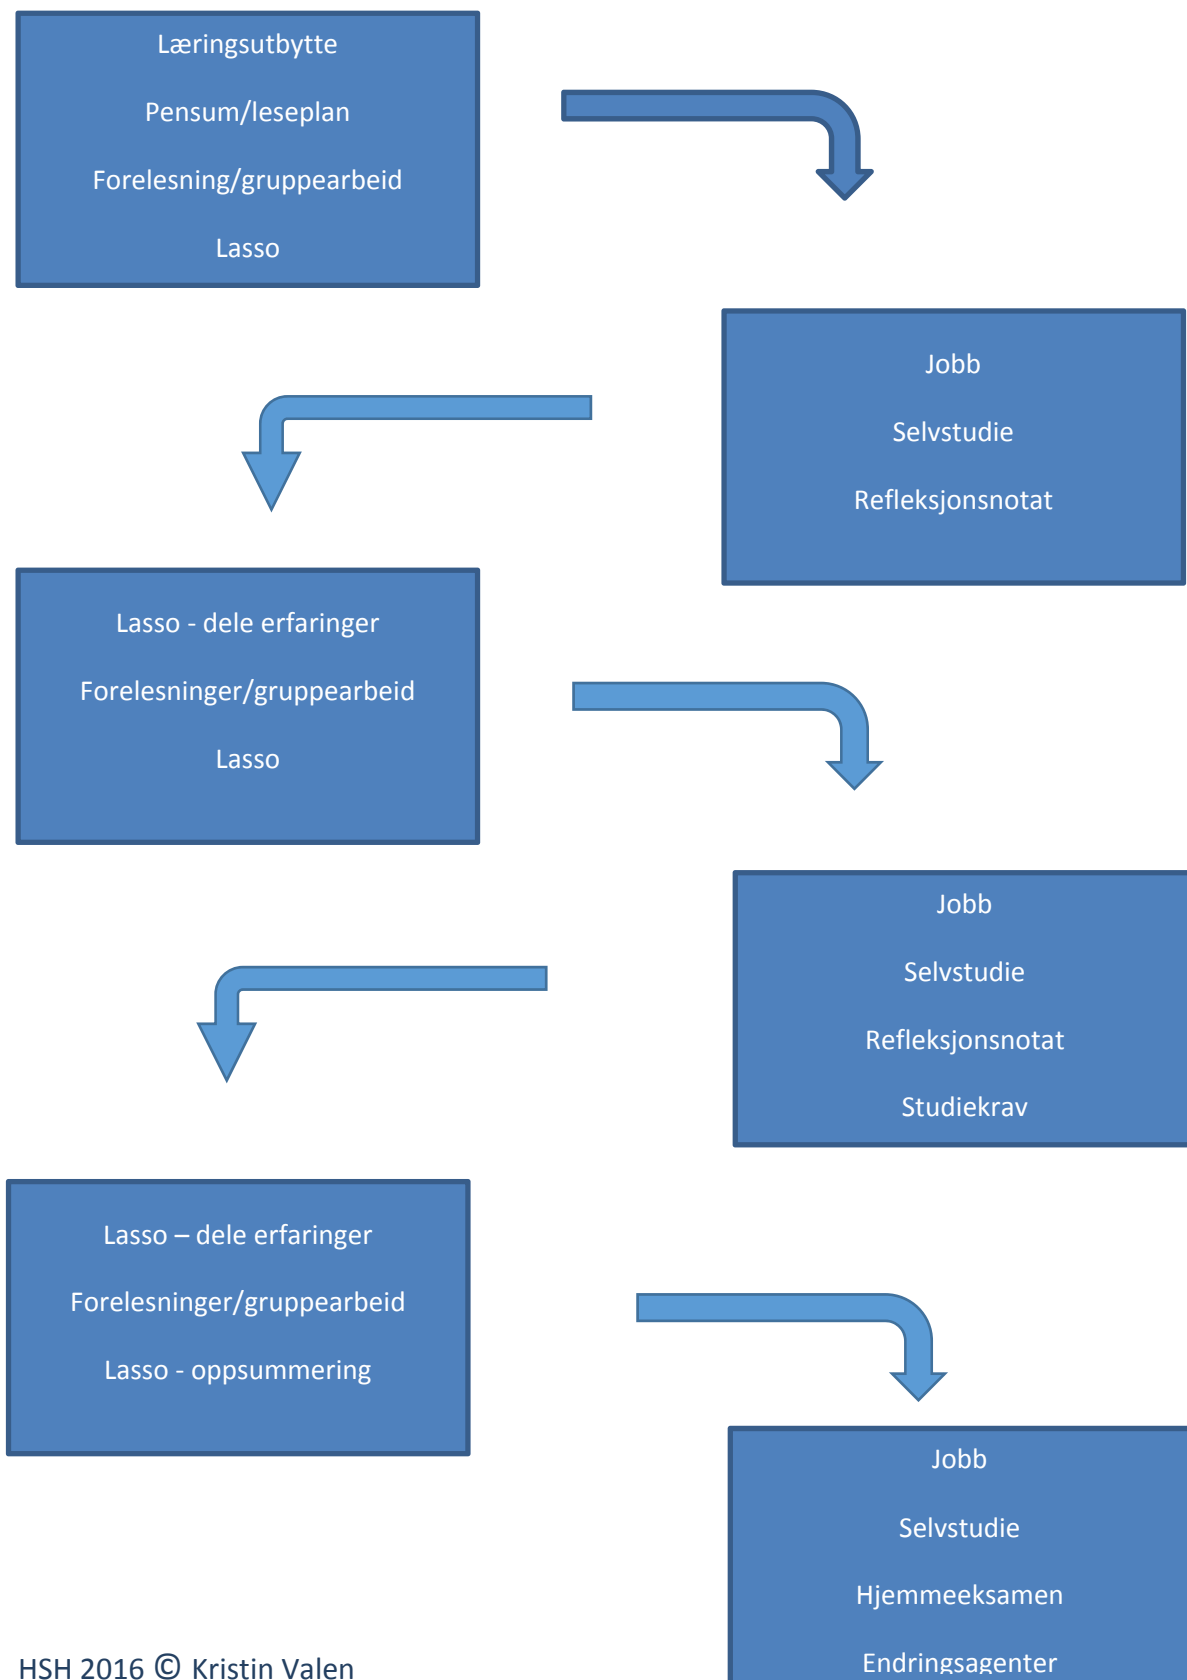 Læringsutbytte
Pensum/leseplan
Forelesning/gruppearbeid
Lasso
Jobb
Selvstudie
Refleksjonsnotat
Lasso - dele erfaringer
Forelesninger/gruppearbeid
Lasso
Jobb
Selvstudie
Refleksjonsnotat
Studiekrav
Lasso – dele erfaringer
Forelesninger/gruppearbeid
Lasso - oppsummering
Jobb
Selvstudie
Hjemmeeksamen
Endringsagenter
HSH 2016 © Kristin Valen